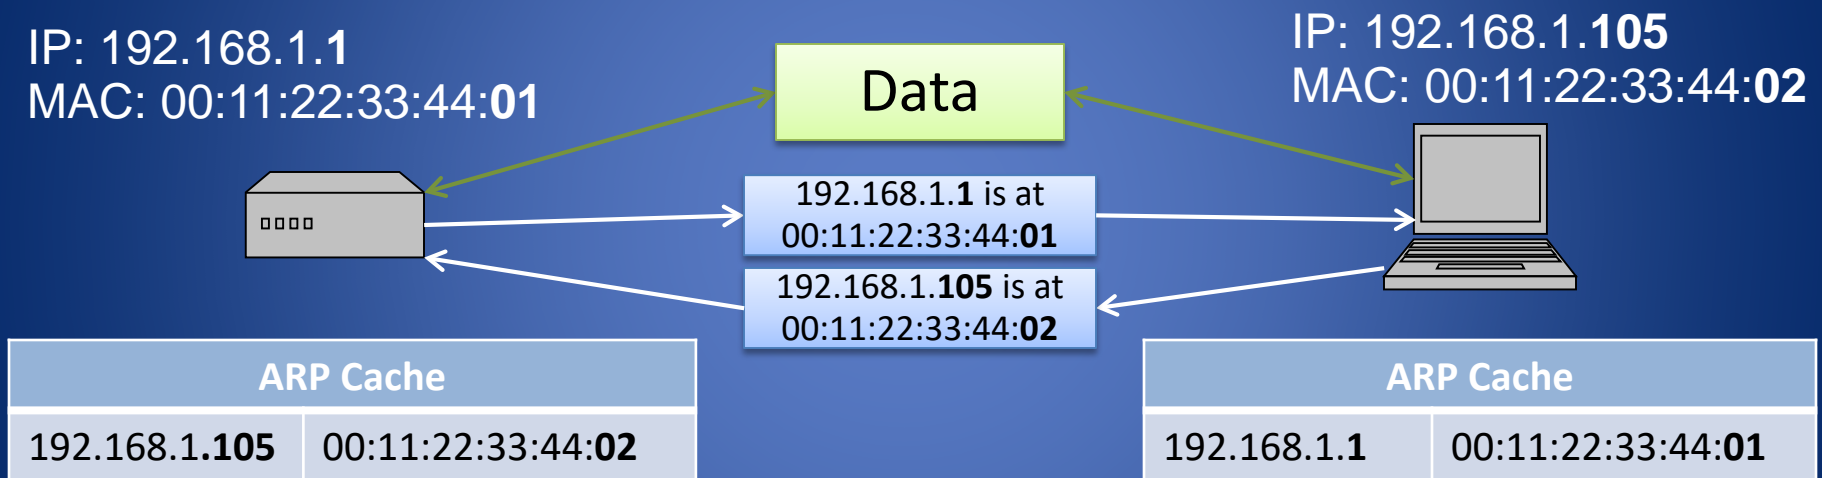 IP: 192.168.1.1
MAC: 00:11:22:33:44:01
Data
IP: 192.168.1.105
MAC: 00:11:22:33:44:02
192.168.1.1 is at
00:11:22:33:44:01
192.168.1.105 is at
00:11:22:33:44:02
ARP Cache
192.168.1.105 00:11:22:33:44:02
ARP Cache
192.168.1.1 00:11:22:33:44:01